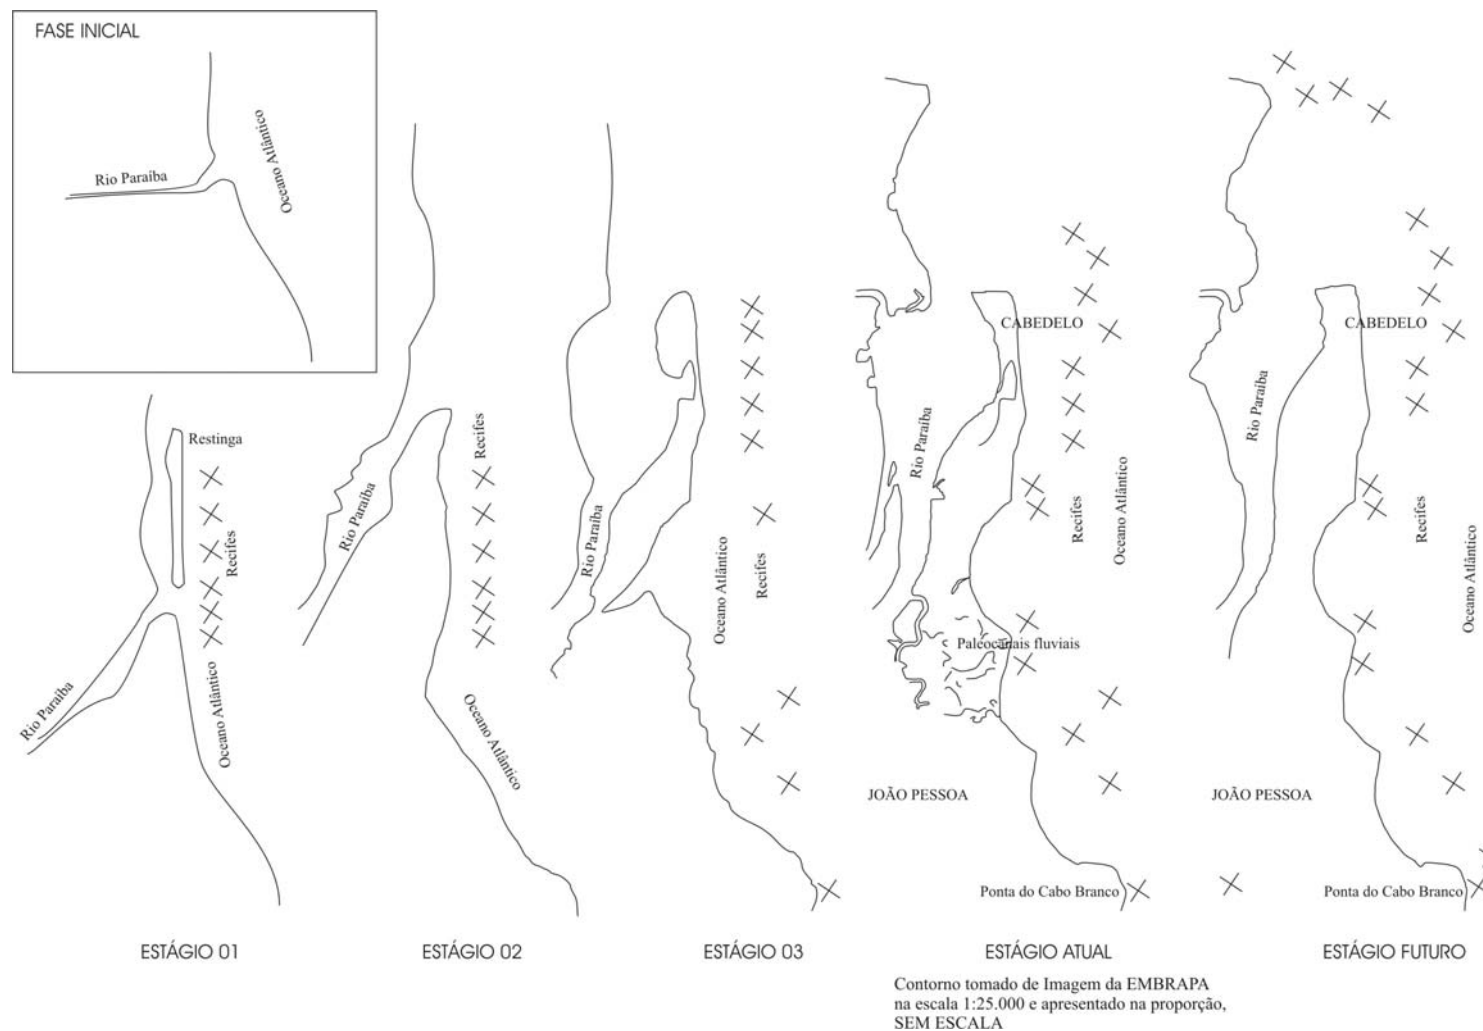 FASE INICIAL
Rio Paraíba
Oceano Atlântico
Restinga
Recifes
Rio Paraíba
Oceano Atlântico
ESTÁGIO 01
Recifes
Rio Paraíba
Oceano Atlântico
ESTÁGIO 02
Rio Paraíba
Oceano Atlântico
Recifes
ESTÁGIO 03
CABEDELO
Rio Paraíba
Recifes
Oceano Atlântico
Paleocanais fluviais
JOÃO PESSOA
Ponta do Cabo Branco
ESTÁGIO ATUAL
Contorno tomado de Imagem da EMBRAPA
na escala 1:25.000 e apresentado na proporção,
SEM ESCALA
CABEDELO
Rio Paraíba
Recifes
Oceano Atlântico
JOÃO PESSOA
Ponta do Cabo Branco
ESTÁGIO FUTURO